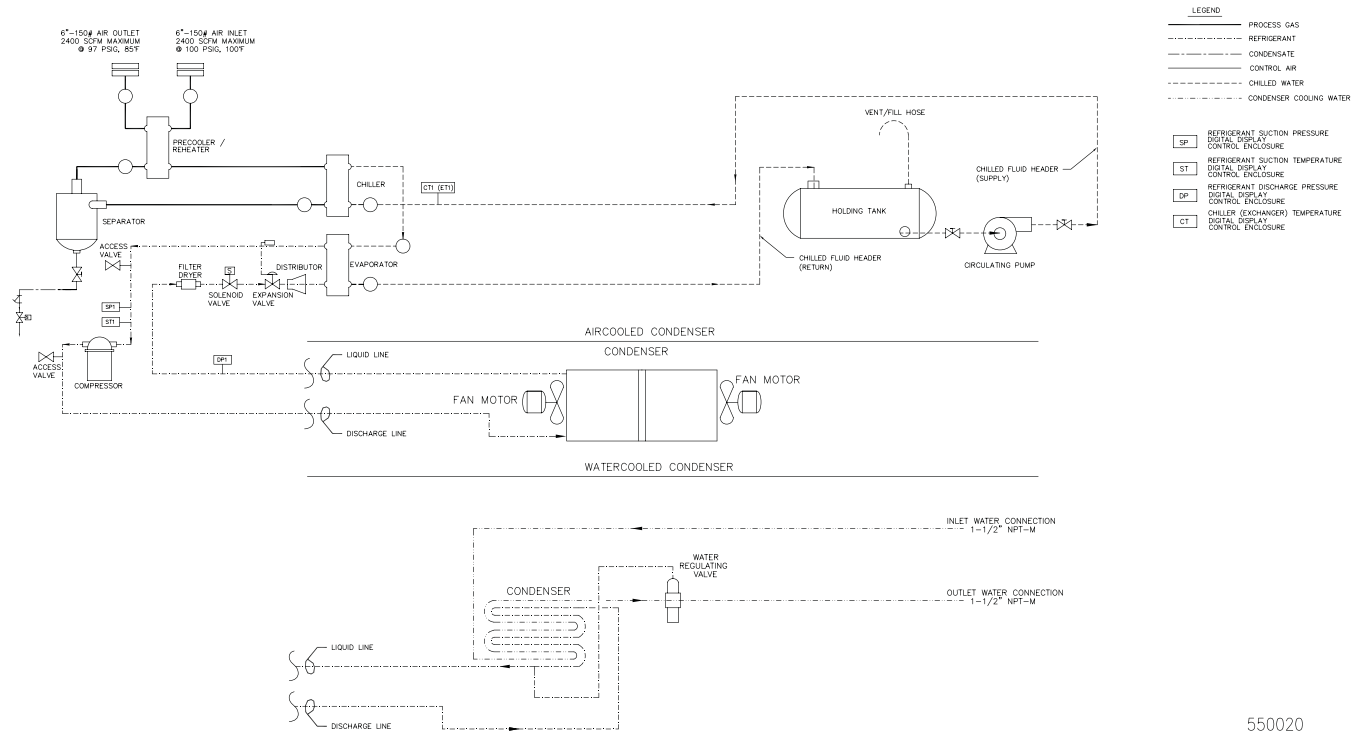 6"-150# AIR OUTLET
2400 SCFM MAXIMUM
@ 97 PSIG, 85°F
6"-150# AIR INLET
2400 SCFM MAXIMUM
@ 100 PSIG, 100°F
PRECOOLER /
REHEATER
SEPARATOR
ACCESS
VALVE
FILTER
DRYER
S
SOLENOID
VALVE
EXPANSION
VALVE
DISTRIBUTOR
CHILLER
EVAPORATOR
CT1 (ET1)
SP1
ST1
DP1
ACCESS
VALVE
COMPRESSOR
VENT/FILL HOSE
HOLDING TANK
CHILLED FLUID HEADER
(SUPPLY)
CHILLED FLUID HEADER
(RETURN)
CIRCULATING PUMP
AIRCOOLED CONDENSER
CONDENSER
LIQUID LINE
FAN MOTOR
FAN MOTOR
DISCHARGE LINE
WATERCOOLED CONDENSER
INLET WATER CONNECTION
1-1/2" NPT-M
WATER
REGULATING
VALVE
CONDENSER
OUTLET WATER CONNECTION
1-1/2" NPT-M
LIQUID LINE
DISCHARGE LINE
LEGEND
PROCESS GAS
REFRIGERANT
CONDENSATE
CONTROL AIR
CHILLED WATER
CONDENSER COOLING WATER
SP
REFRIGERANT SUCTION PRESSURE
DIGITAL DISPLAY
CONTROL ENCLOSURE
ST
REFRIGERANT SUCTION TEMPERATURE
DIGITAL DISPLAY
CONTROL ENCLOSURE
DP
REFRIGERANT DISCHARGE PRESSURE
DIGITAL DISPLAY
CONTROL ENCLOSURE
CT
CHILLER (EXCHANGER) TEMPERATURE
DIGITAL DISPLAY
CONTROL ENCLOSURE
550020